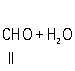 CHO + H₂O
||